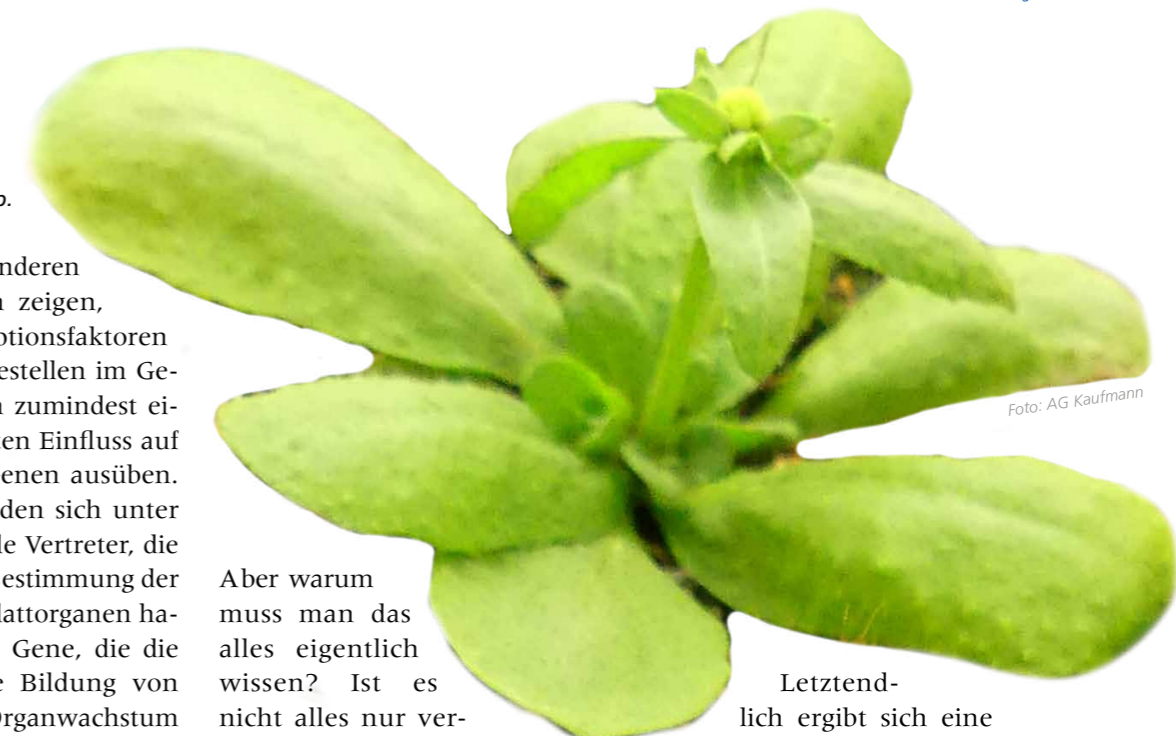 nderen
n zeigen,
ptionsfaktoren
estellen im Ge-
n zumindest ei-
ten Einfluss auf
enen ausüben.
den sich unter
le Vertreter, die
estimmung der
lattorganen ha-
Gene, die die
e Bildung von
Organwachstum
Aber warum
muss man das
alles eigentlich
wissen? Ist es
nicht alles nur ver-
Foto: AG Kaufmann
Letztend-
lich ergibt sich eine